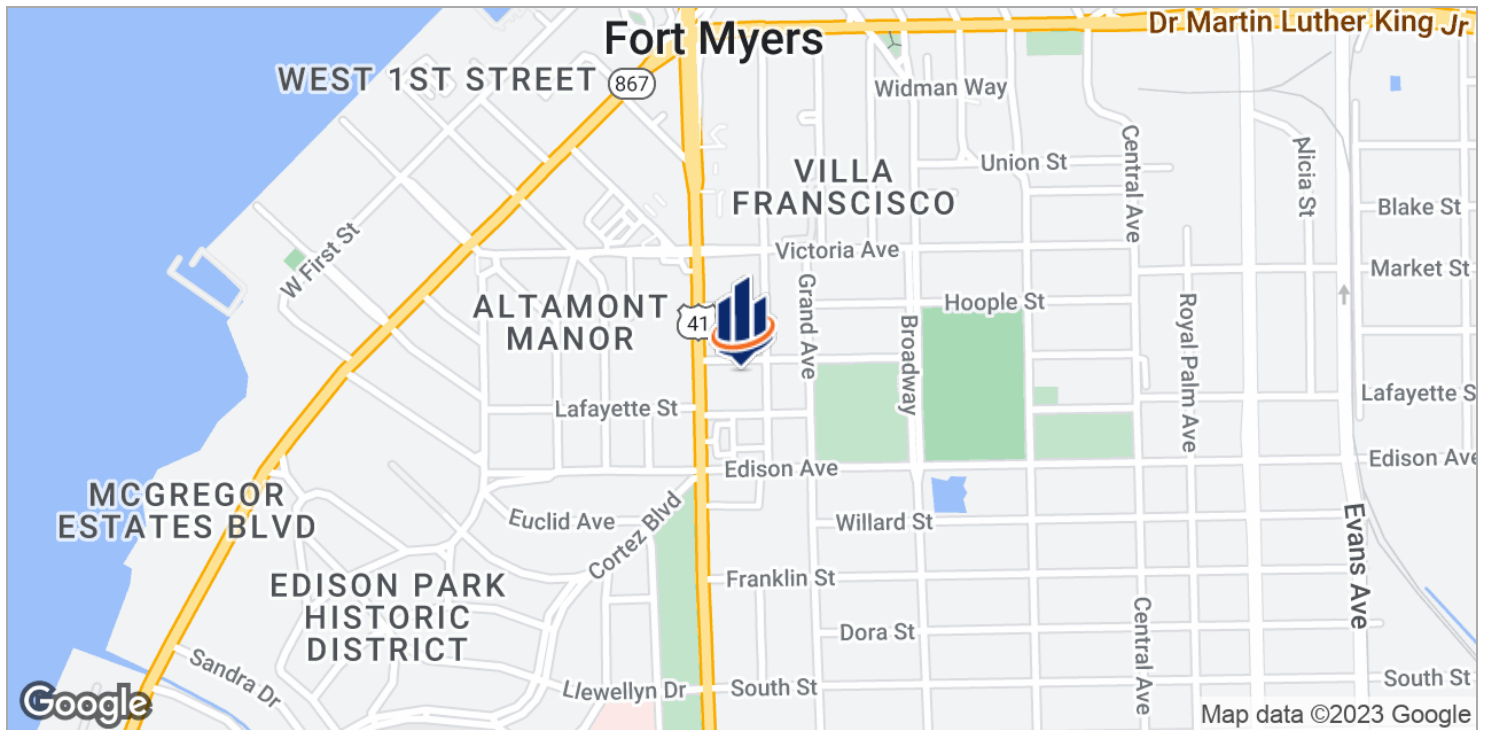 Dr Martin Luther King Jr
Fort Myers
WEST 1ST STREET
867
Widman Way
Central Ave
Alicia St
Union St
VILLA
FRANSCISCO
Blake St
W First St
Victoria Ave
Market St
Grand Ave
Hoople St
Royal Palm Ave
ALTAMONT
MANOR
41
Broadway
Lafayette St
Lafayette S
Edison Ave
Edison Ave
MCGREGOR
ESTATES BLVD
Euclid Ave
Cortez Blvd
Willard St
Evans Ave
Franklin St
EDISON PARK
HISTORIC
DISTRICT
Dora St
Central Ave
Sandra Dr
Llewellyn Dr
South St
South St
Google
Map data ©2023 Google